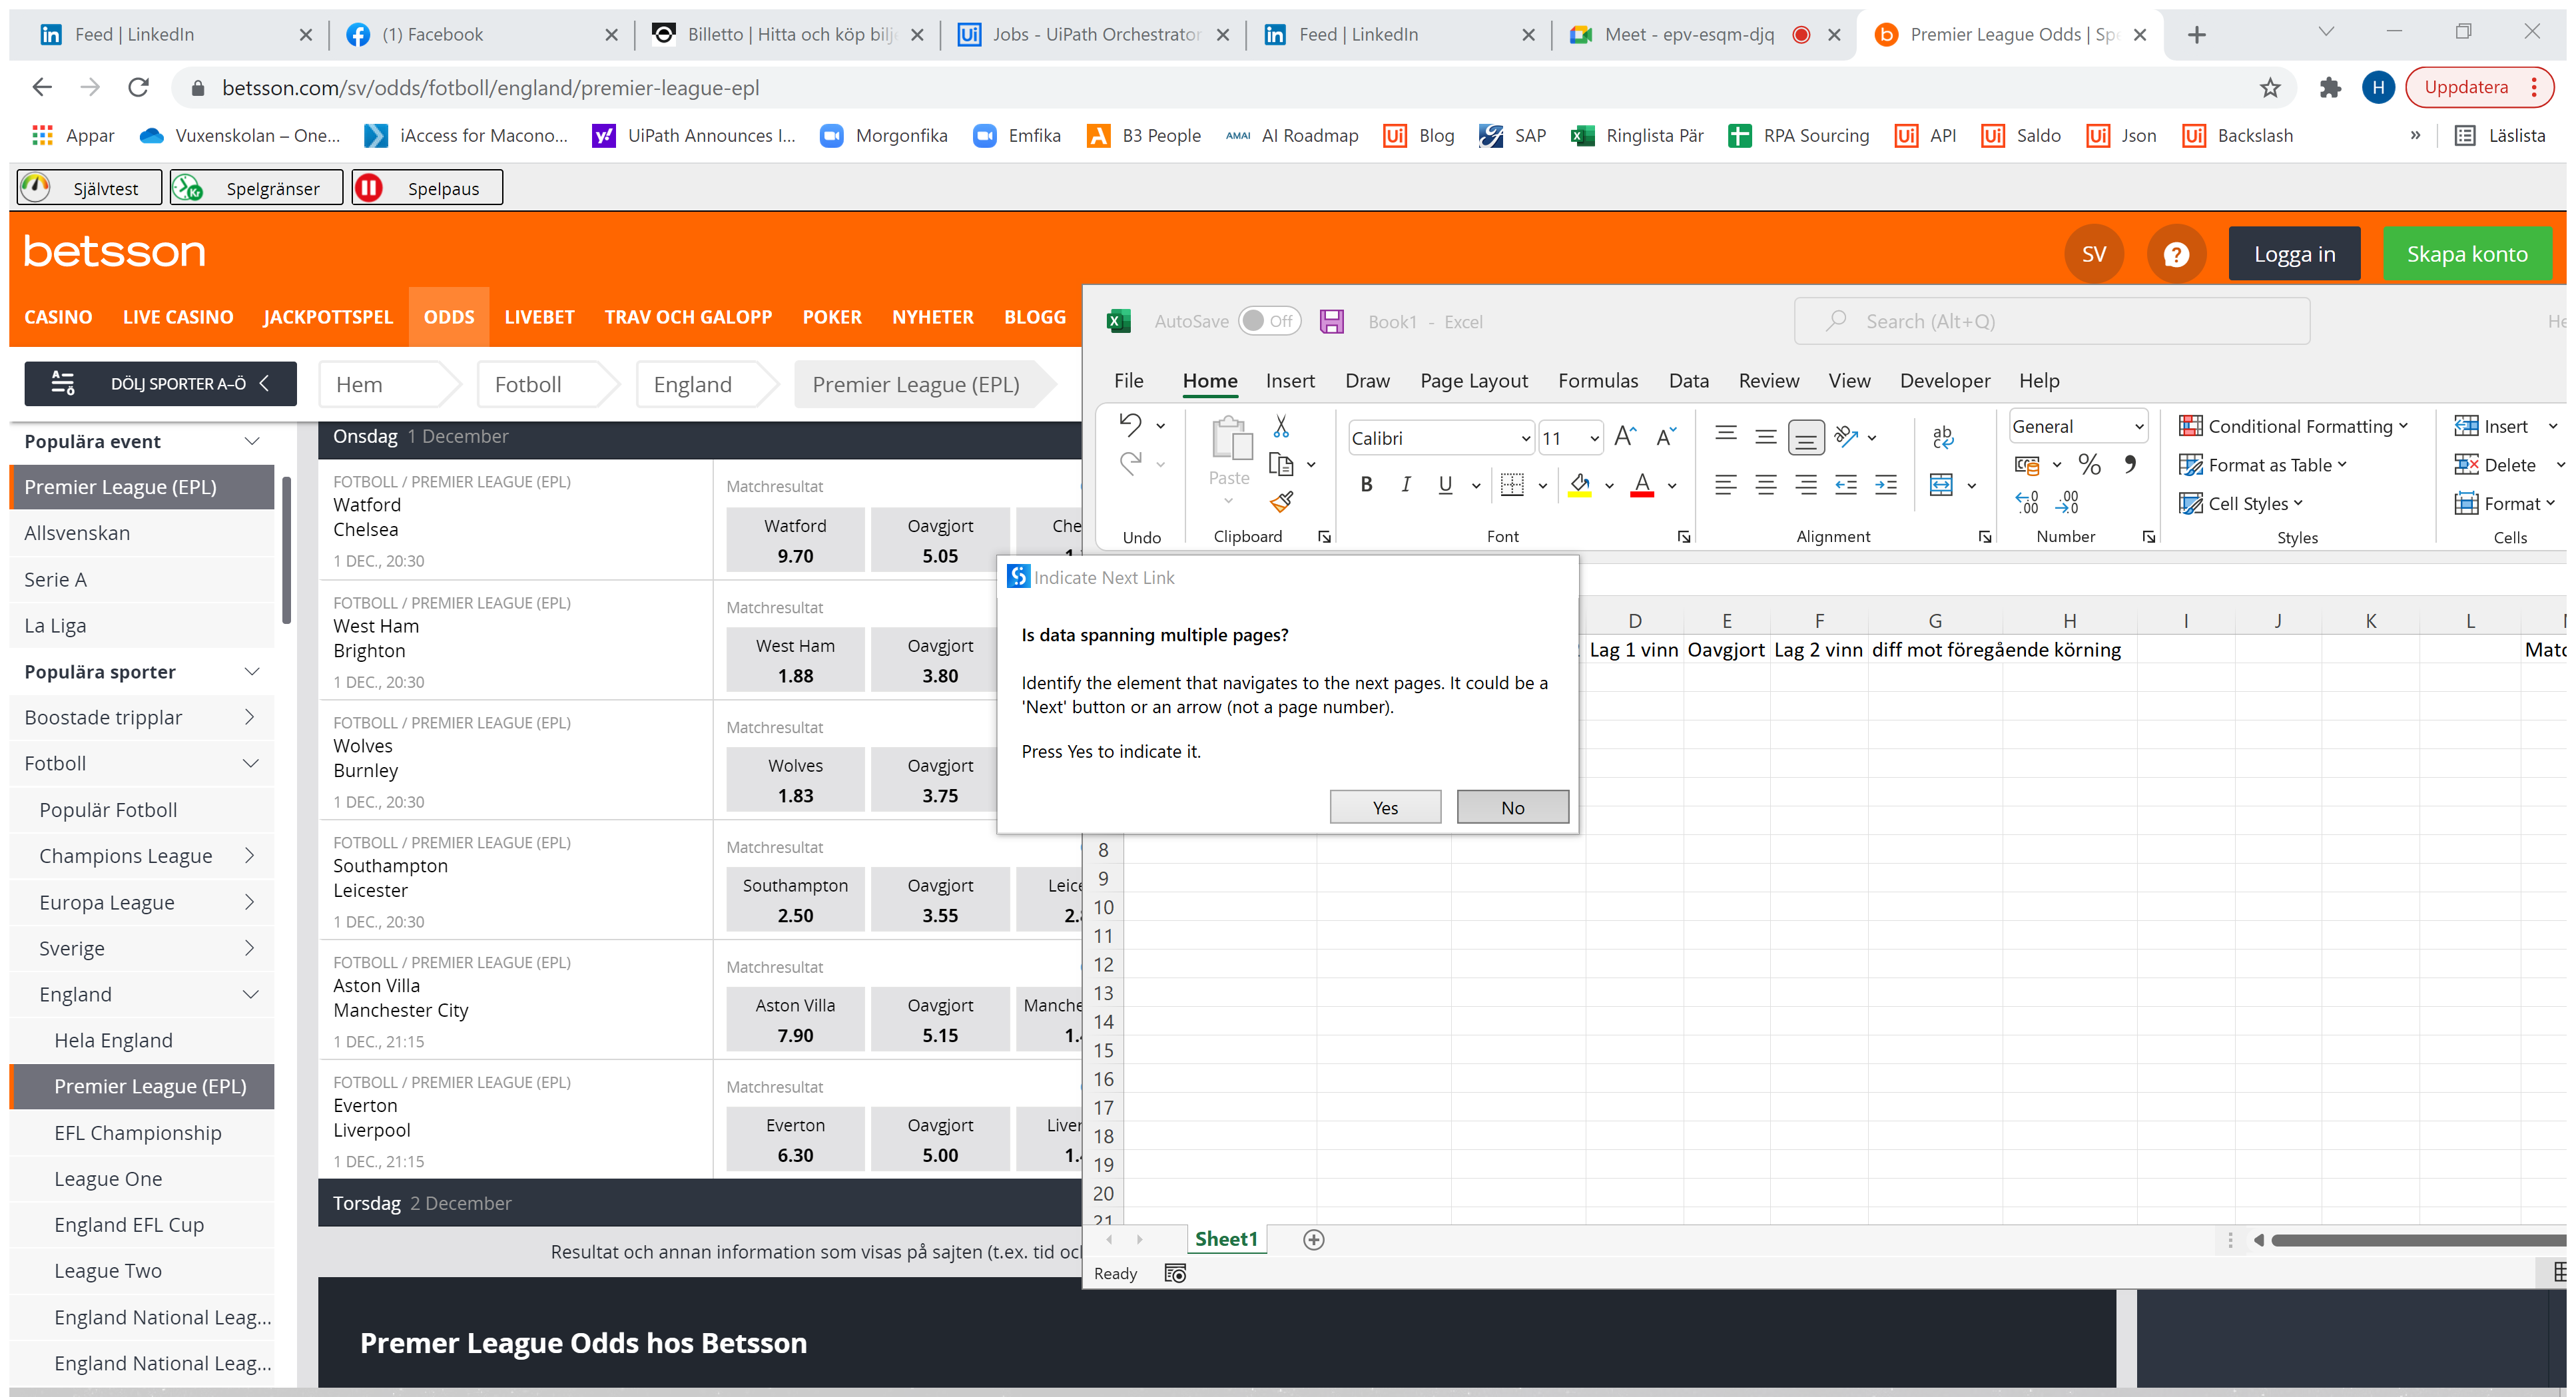 Feed | LinkedIn
(1) Facebook
Billetto | Hitta och köp bilj
Jobs - UiPath Orchestrator
Feed | LinkedIn
Meet - epv-esqm-djq
Premier League Odds | Sp
betsson.com/sv/odds/fotboll/england/premier-league-epl
H
Uppdatera
Appar
Vuxenskolan – One...
iAccess for Macono...
UiPath Announces I...
Morgonfika
Emfika
B3 People
AMAI AI Roadmap
Blog
SAP
Ringlista Pär
RPA Sourcing
API
Saldo
Json
Backslash
»
Läslista
Självtest
Spelgränser
Spelpaus
betsson
SV
Logga in
Skapa konto
CASINO LIVE CASINO JACKPOTTSPEL ODDS LIVEBET TRAV OCH GALOPP POKER NYHETER BLOGG
DÖLJ SPORTER A–Ö
Hem
Fotboll
England
Premier League (EPL)
Populära event
Premier League (EPL)
Allsvenskan
Serie A
La Liga
Populära sporter
Boostade tripplar
Fotboll
Populär Fotboll
Champions League
Europa League
Sverige
England
Hela England
Premier League (EPL)
EFL Championship
League One
England EFL Cup
League Two
England National Leag...
England National Leag...
Onsdag 1 December
FOTBOLL / PREMIER LEAGUE (EPL)
Watford
Chelsea
1 DEC., 20:30
Matchresultat
Watford
9.70
Oavgjort
5.05
Che
FOTBOLL / PREMIER LEAGUE (EPL)
West Ham
Brighton
1 DEC., 20:30
Matchresultat
West Ham
1.88
Oavgjort
3.80
FOTBOLL / PREMIER LEAGUE (EPL)
Wolves
Burnley
1 DEC., 20:30
Matchresultat
Wolves
1.83
Oavgjort
3.75
FOTBOLL / PREMIER LEAGUE (EPL)
Southampton
Leicester
1 DEC., 20:30
Matchresultat
Southampton
2.50
Oavgjort
3.55
Leice
2.
FOTBOLL / PREMIER LEAGUE (EPL)
Aston Villa
Manchester City
1 DEC., 21:15
Matchresultat
Aston Villa
7.90
Oavgjort
5.15
Manche
1.
FOTBOLL / PREMIER LEAGUE (EPL)
Everton
Liverpool
1 DEC., 21:15
Matchresultat
Everton
6.30
Oavgjort
5.00
Liver
1.
Torsdag 2 December
Resultat och annan information som visas på sajten (t.ex. tid oc
Premer League Odds hos Betsson
AutoSave Off
Book1 - Excel
Search (Alt+Q)
He
File Home Insert Draw Page Layout Formulas Data Review View Developer Help
Undo
Paste
Clipboard
Calibri
11
B I U
Font
Alignment
General
Number
Conditional Formatting
Format as Table
Cell Styles
Styles
Insert
Delete
Format
Cells
Indicate Next Link
Is data spanning multiple pages?
Identify the element that navigates to the next pages. It could be a
'Next' button or an arrow (not a page number).
Press Yes to indicate it.
Yes
No
D E F G H I J K L
Lag 1 vinn Oavgjort Lag 2 vinn diff mot föregående körning
Matc
8
9
10
11
12
13
14
15
16
17
18
19
20
21
Sheet1
Ready